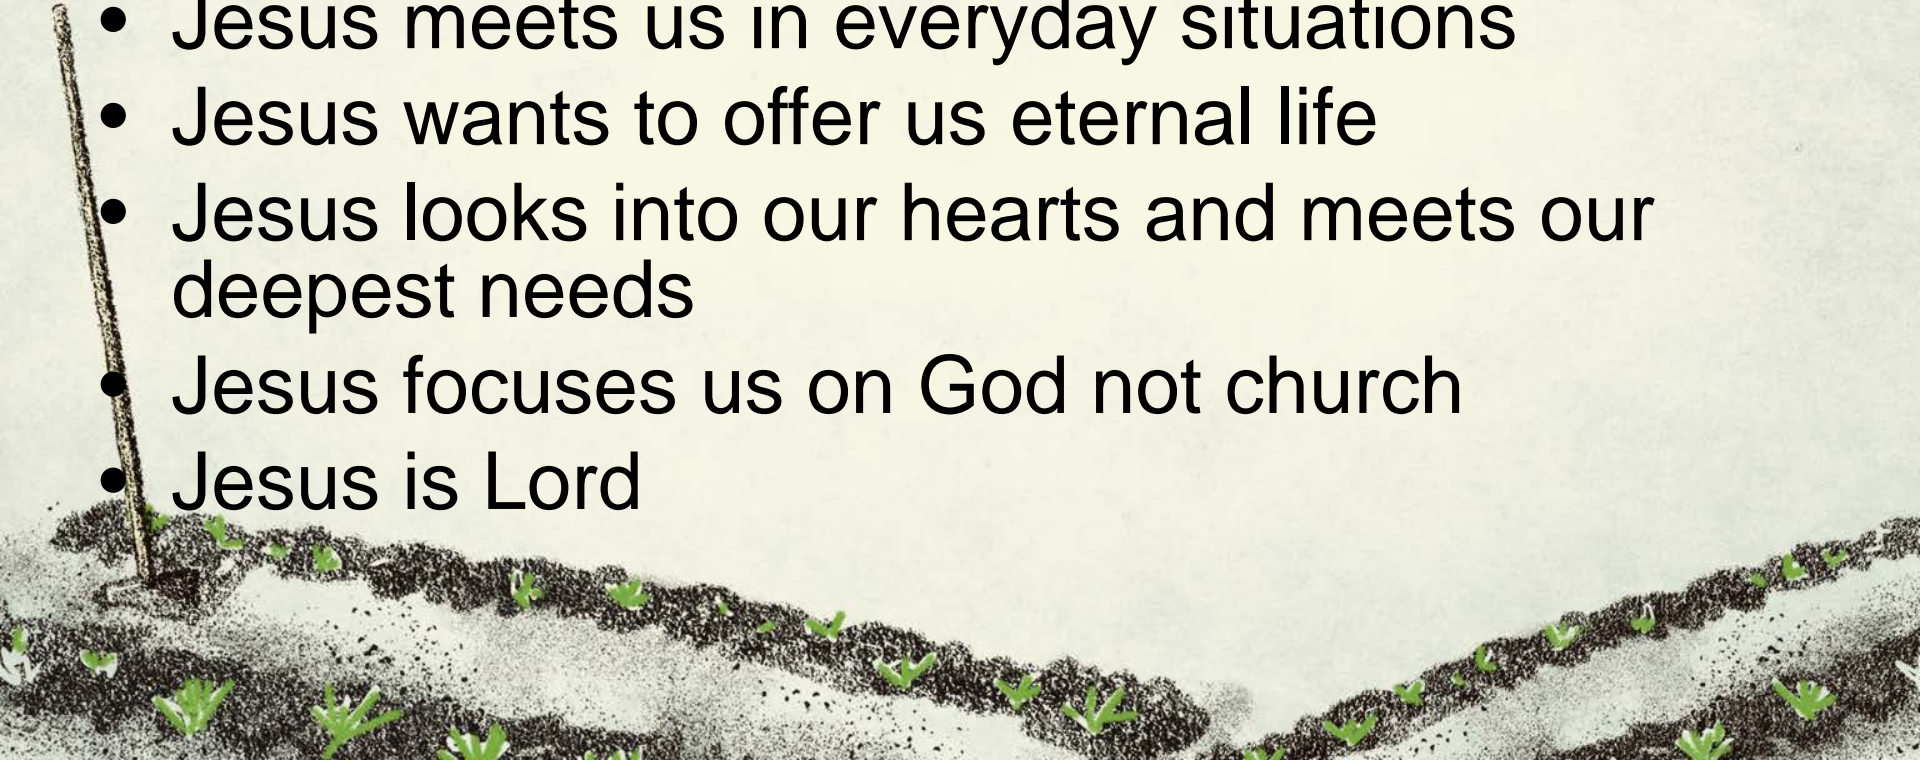 • Jesus meets us in everyday situations
• Jesus wants to offer us eternal life
• Jesus looks into our hearts and meets our
deepest needs
• Jesus focuses us on God not church
• Jesus is Lord